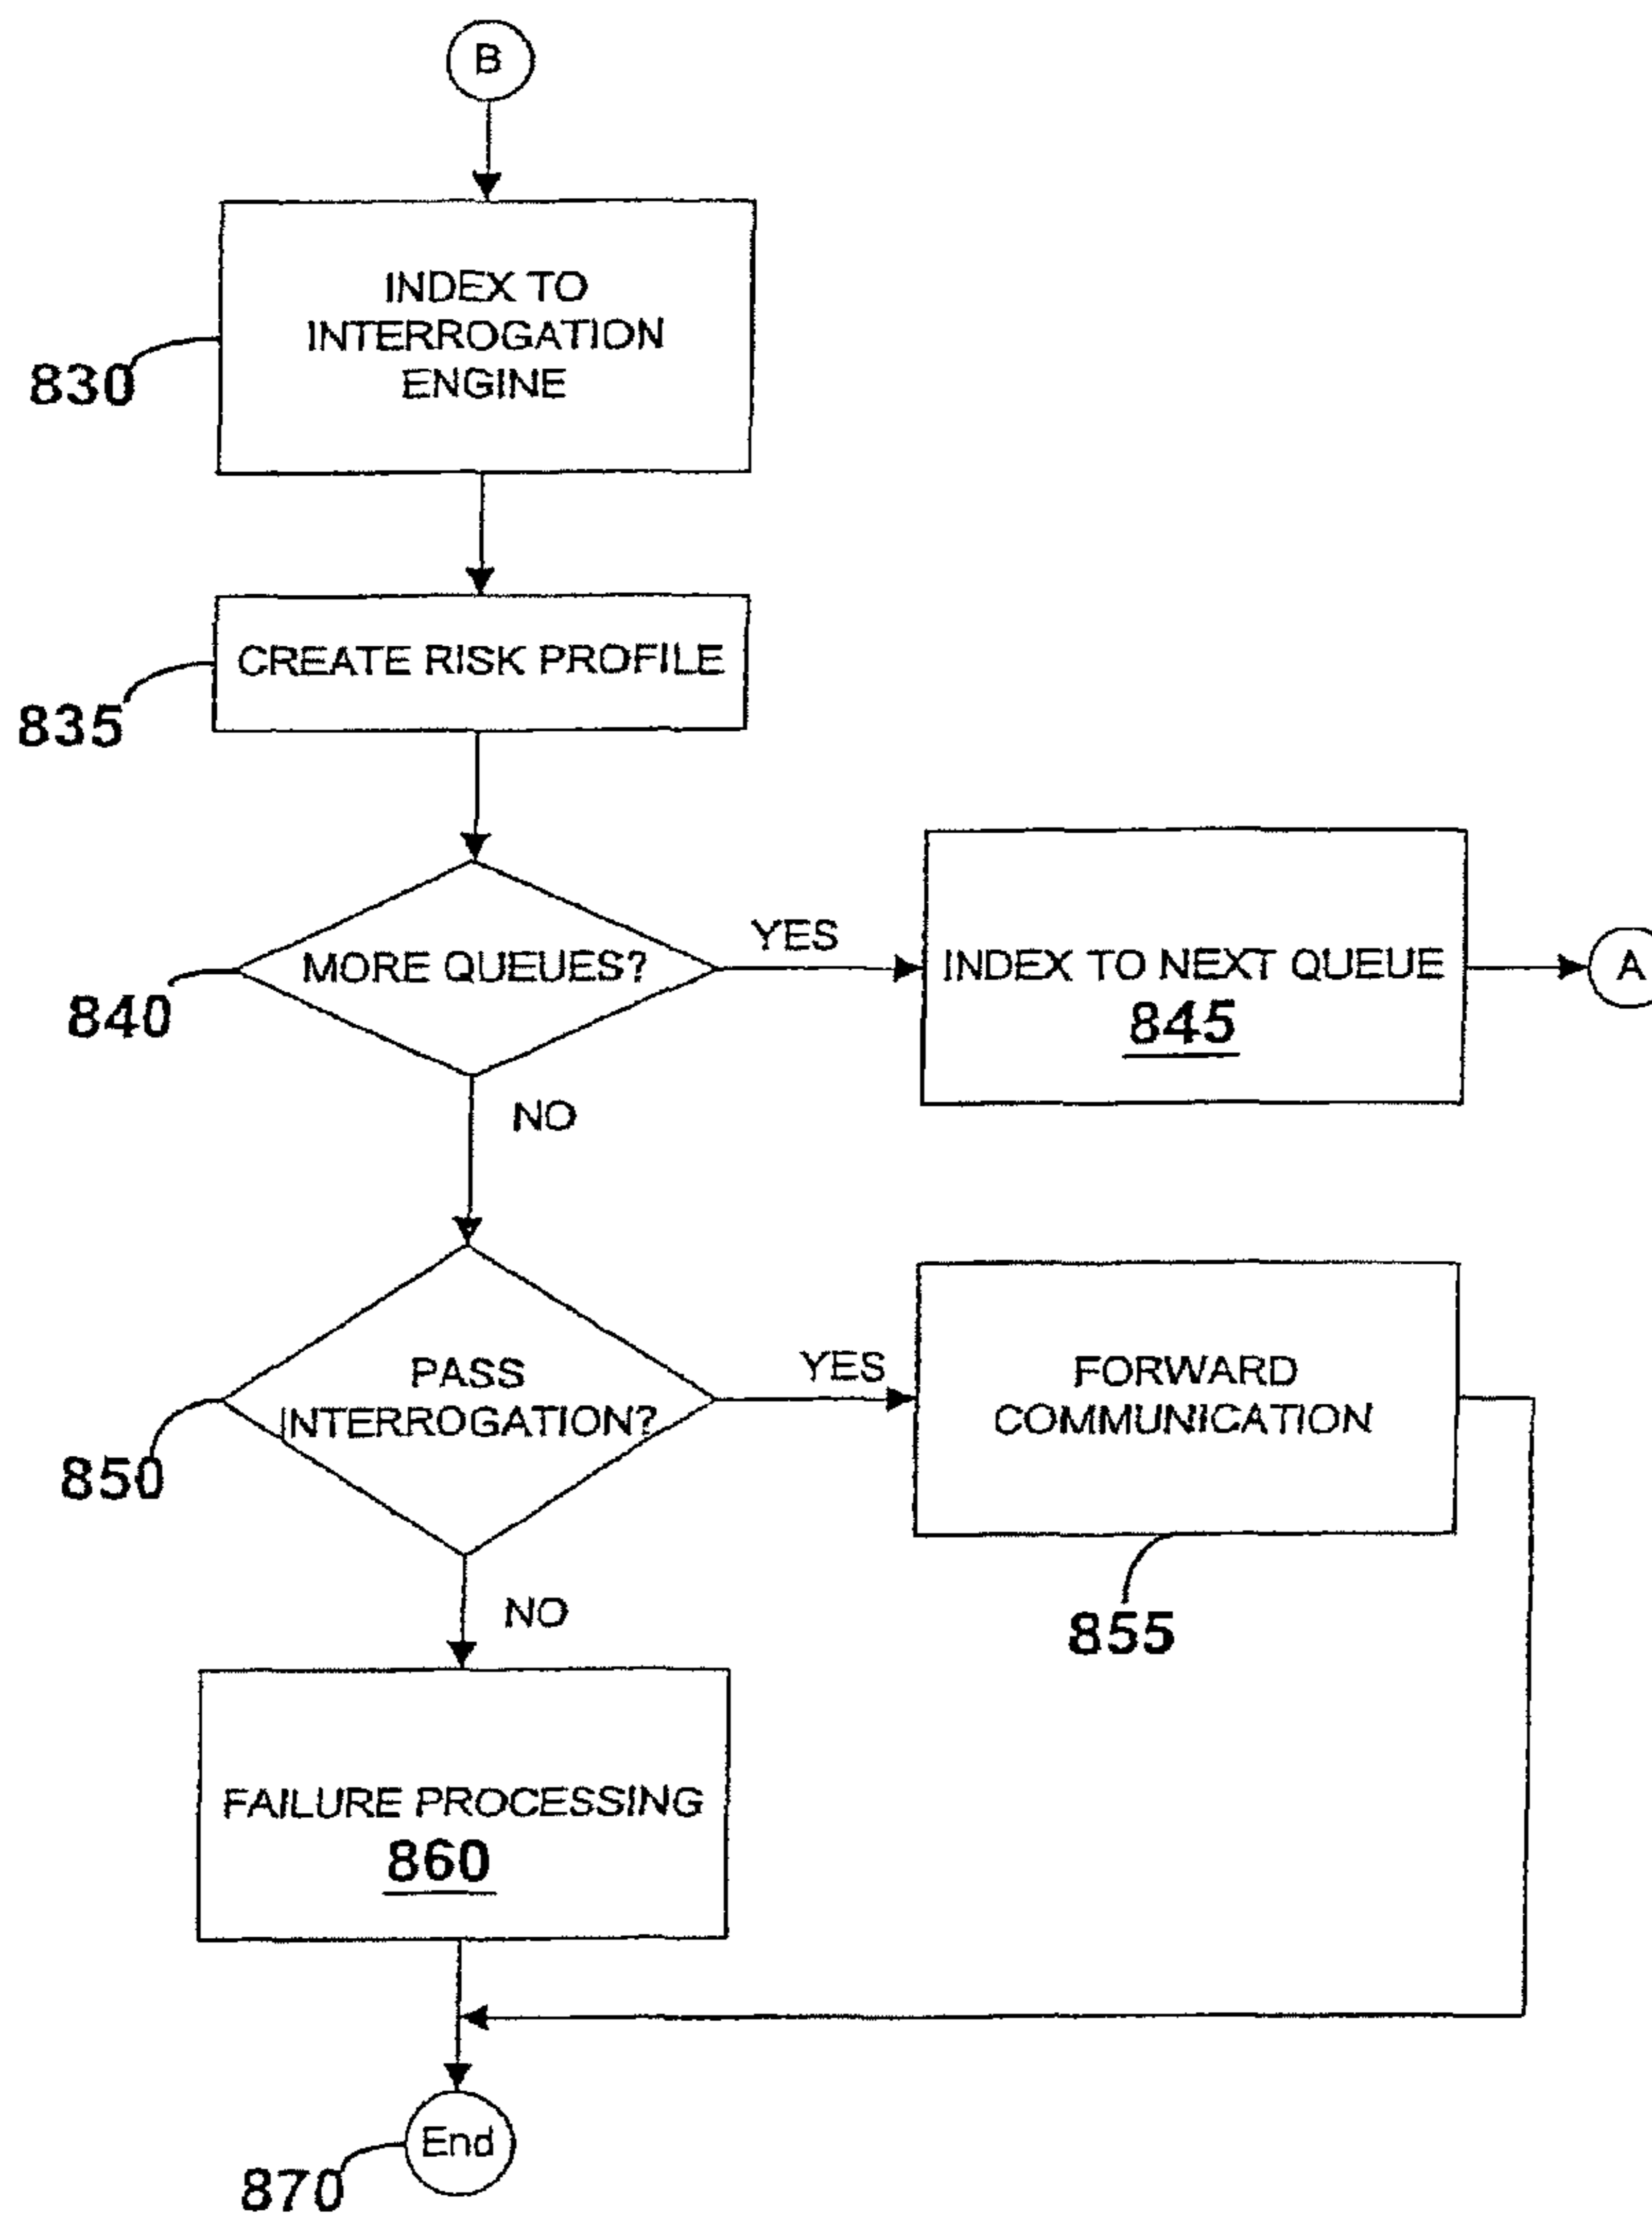 B
INDEX TO
INTERROGATION
ENGINE
830
CREATE RISK PROFILE
835
MORE QUEUES?
840
YES
INDEX TO NEXT QUEUE
845
A
NO
PASS
INTERROGATION?
850
YES
FORWARD
COMMUNICATION
855
NO
FAILURE PROCESSING
860
End
870